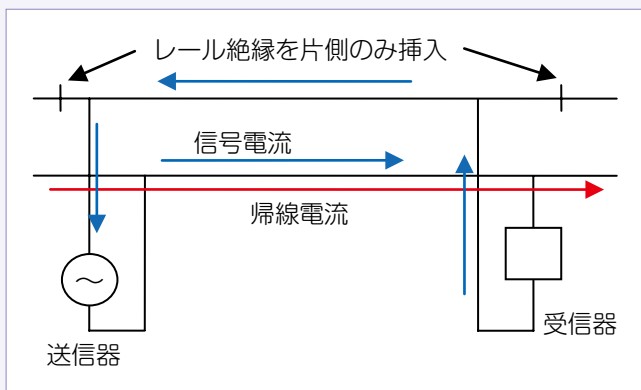 レール絶縁を片側のみ挿入
信号電流
帰線電流
送信器
受信器